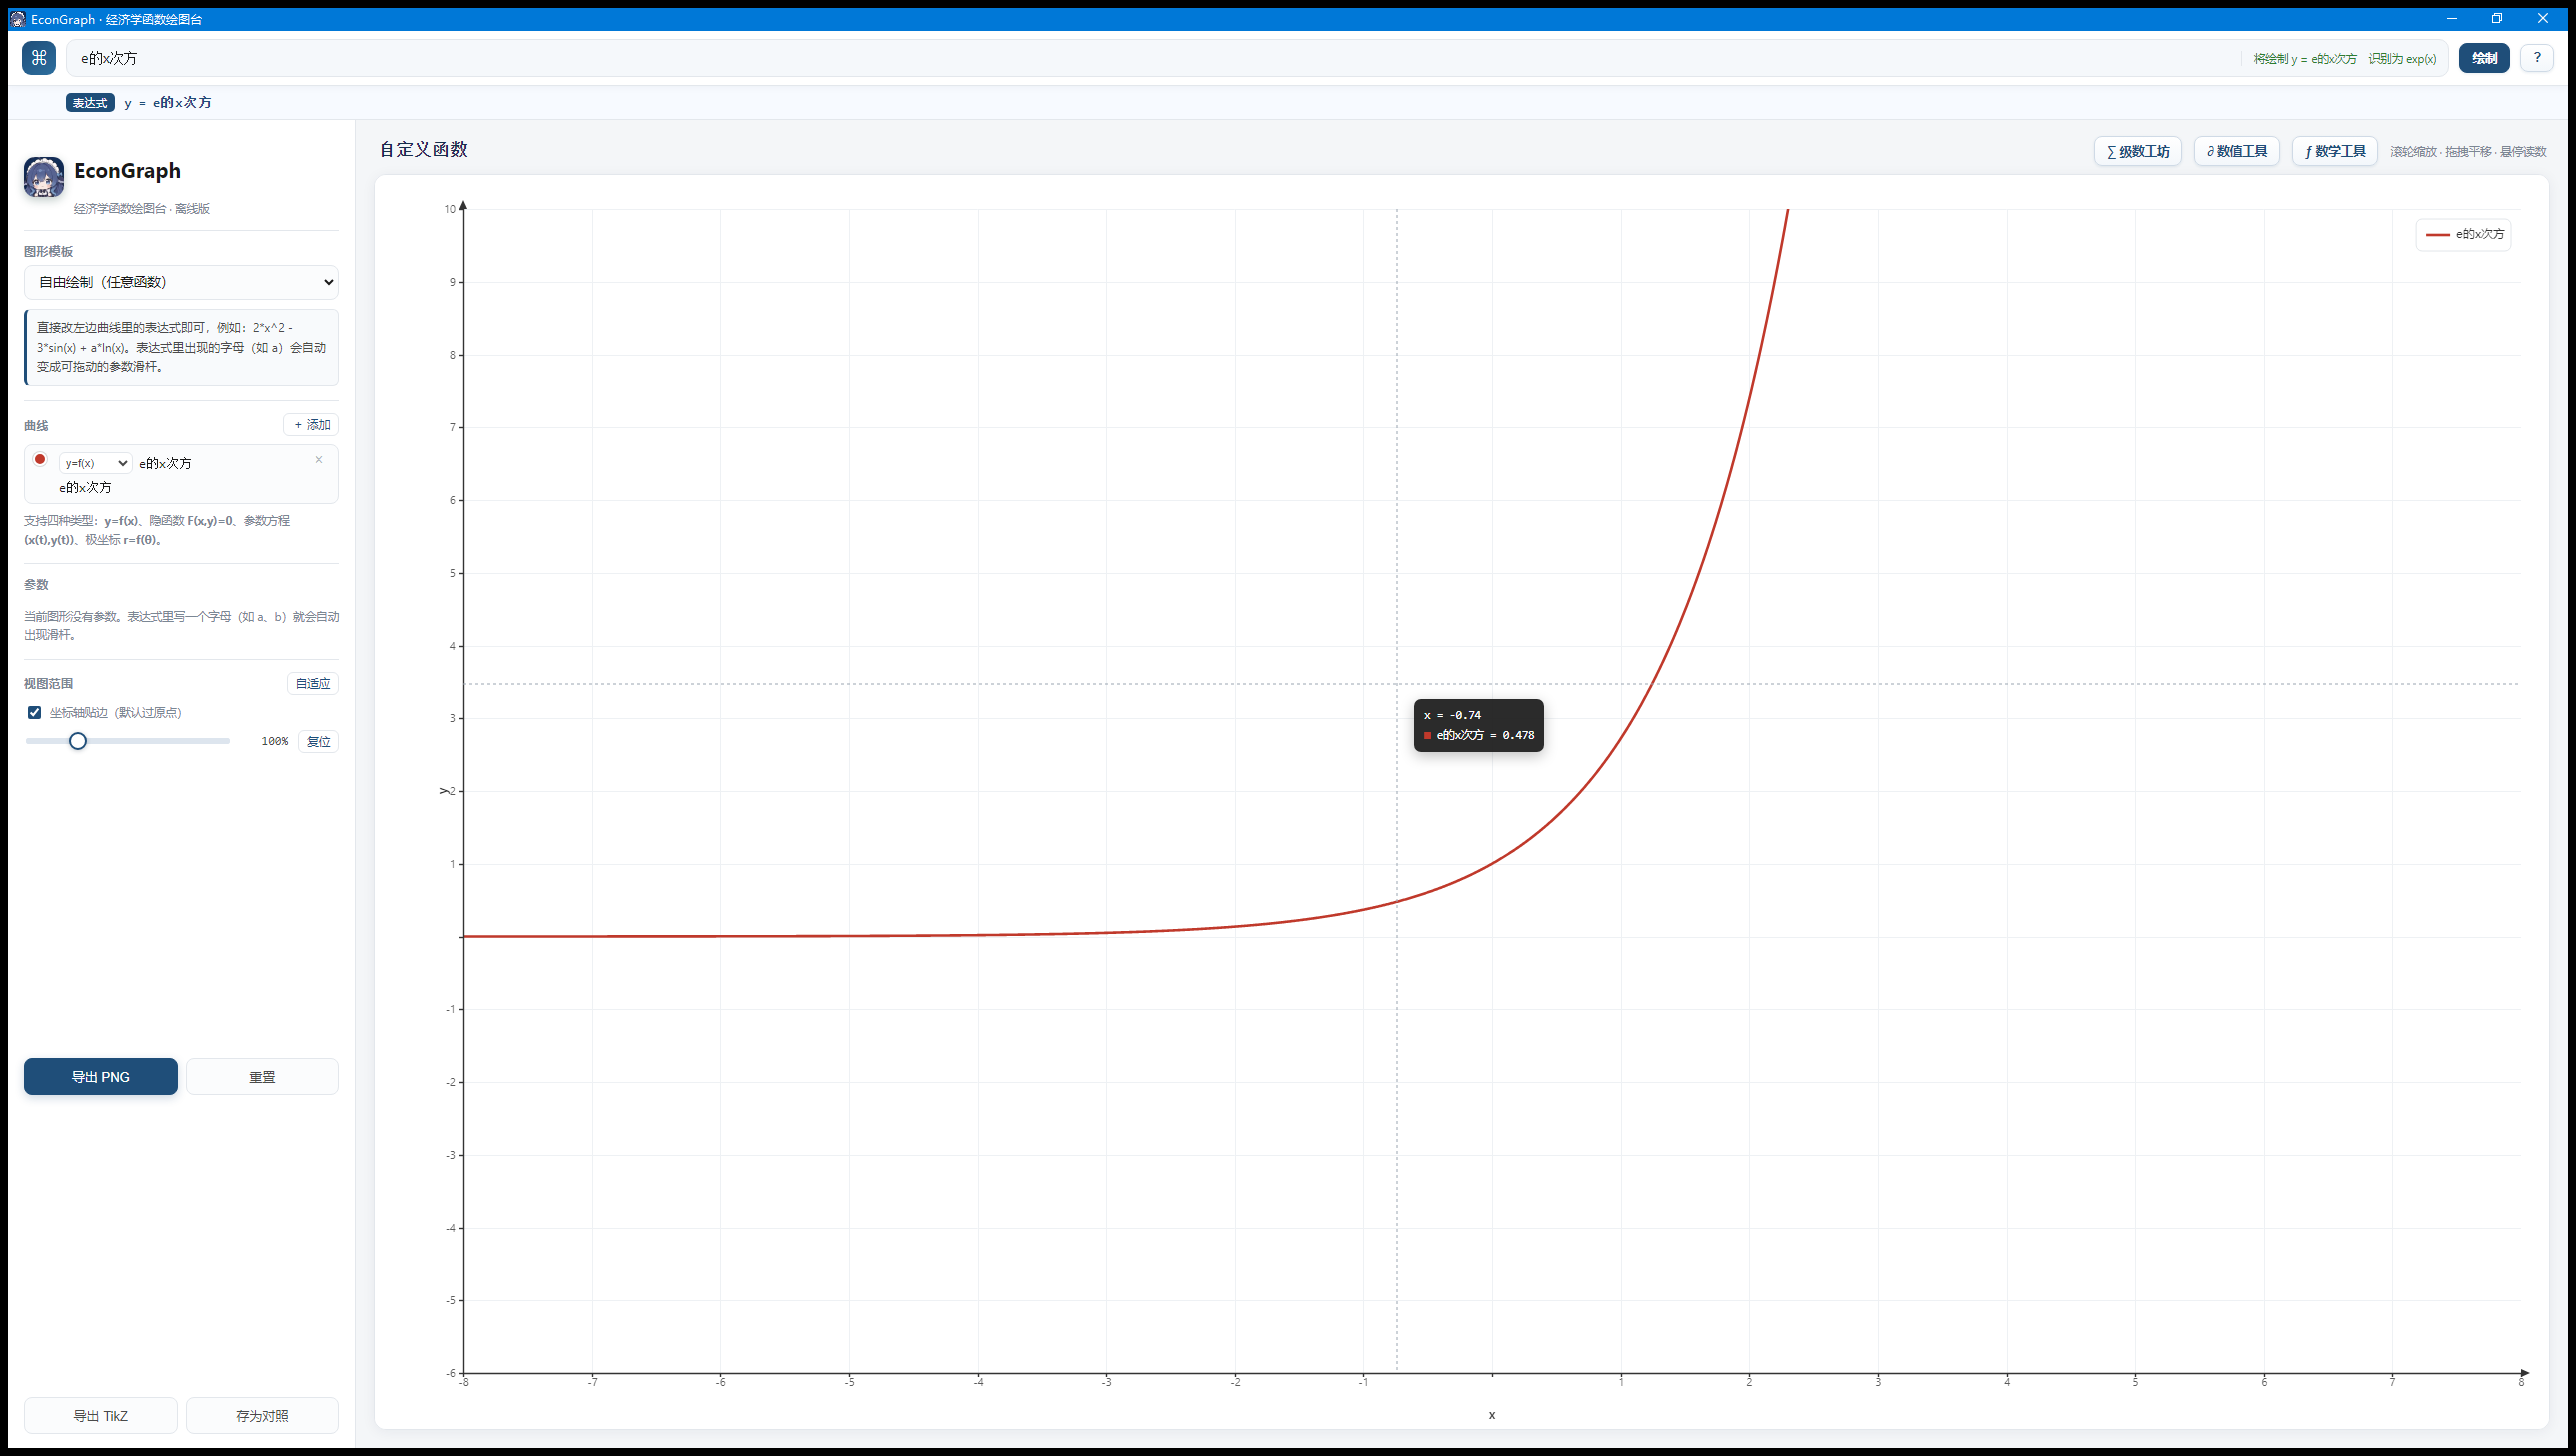 EconGraph · 经济学函数绘图台
⌘ e的x次方 将绘制 y = e的x次方 识别为 exp(x) 绘制 ?
表达式 y = e的x次方
EconGraph
经济学函数绘图台 · 离线版
图形模板
自由绘制（任意函数）
直接改左边曲线里的表达式即可，例如：2*x^2 -
3*sin(x) + a*ln(x)。表达式里出现的字母（如 a）会自动
变成可拖动的参数滑杆。
曲线 + 添加
y=f(x) e的x次方 ×
e的x次方
支持四种类型：y=f(x)、隐函数 F(x,y)=0、参数方程
(x(t),y(t))、极坐标 r=f(θ)。
参数
当前图形没有参数。表达式里写一个字母（如 a、b）就会自动
出现滑杆。
视图范围 自适应
坐标轴贴边（默认过原点）
100% 复位
导出 PNG 重置
导出 TikZ 存为对照
自定义函数 ∑ 级数工坊 ∂ 数值工具 ƒ 数学工具 滚轮缩放 · 拖拽平移 · 悬停读数
e的x次方
10
9
8
7
6
5
4
3
2
1
-1
-2
-3
-4
-5
-6
y
x = -0.74
e的x次方 = 0.478
-8 -7 -6 -5 -4 -3 -2 -1 1 2 3 4 5 6 7 8
x